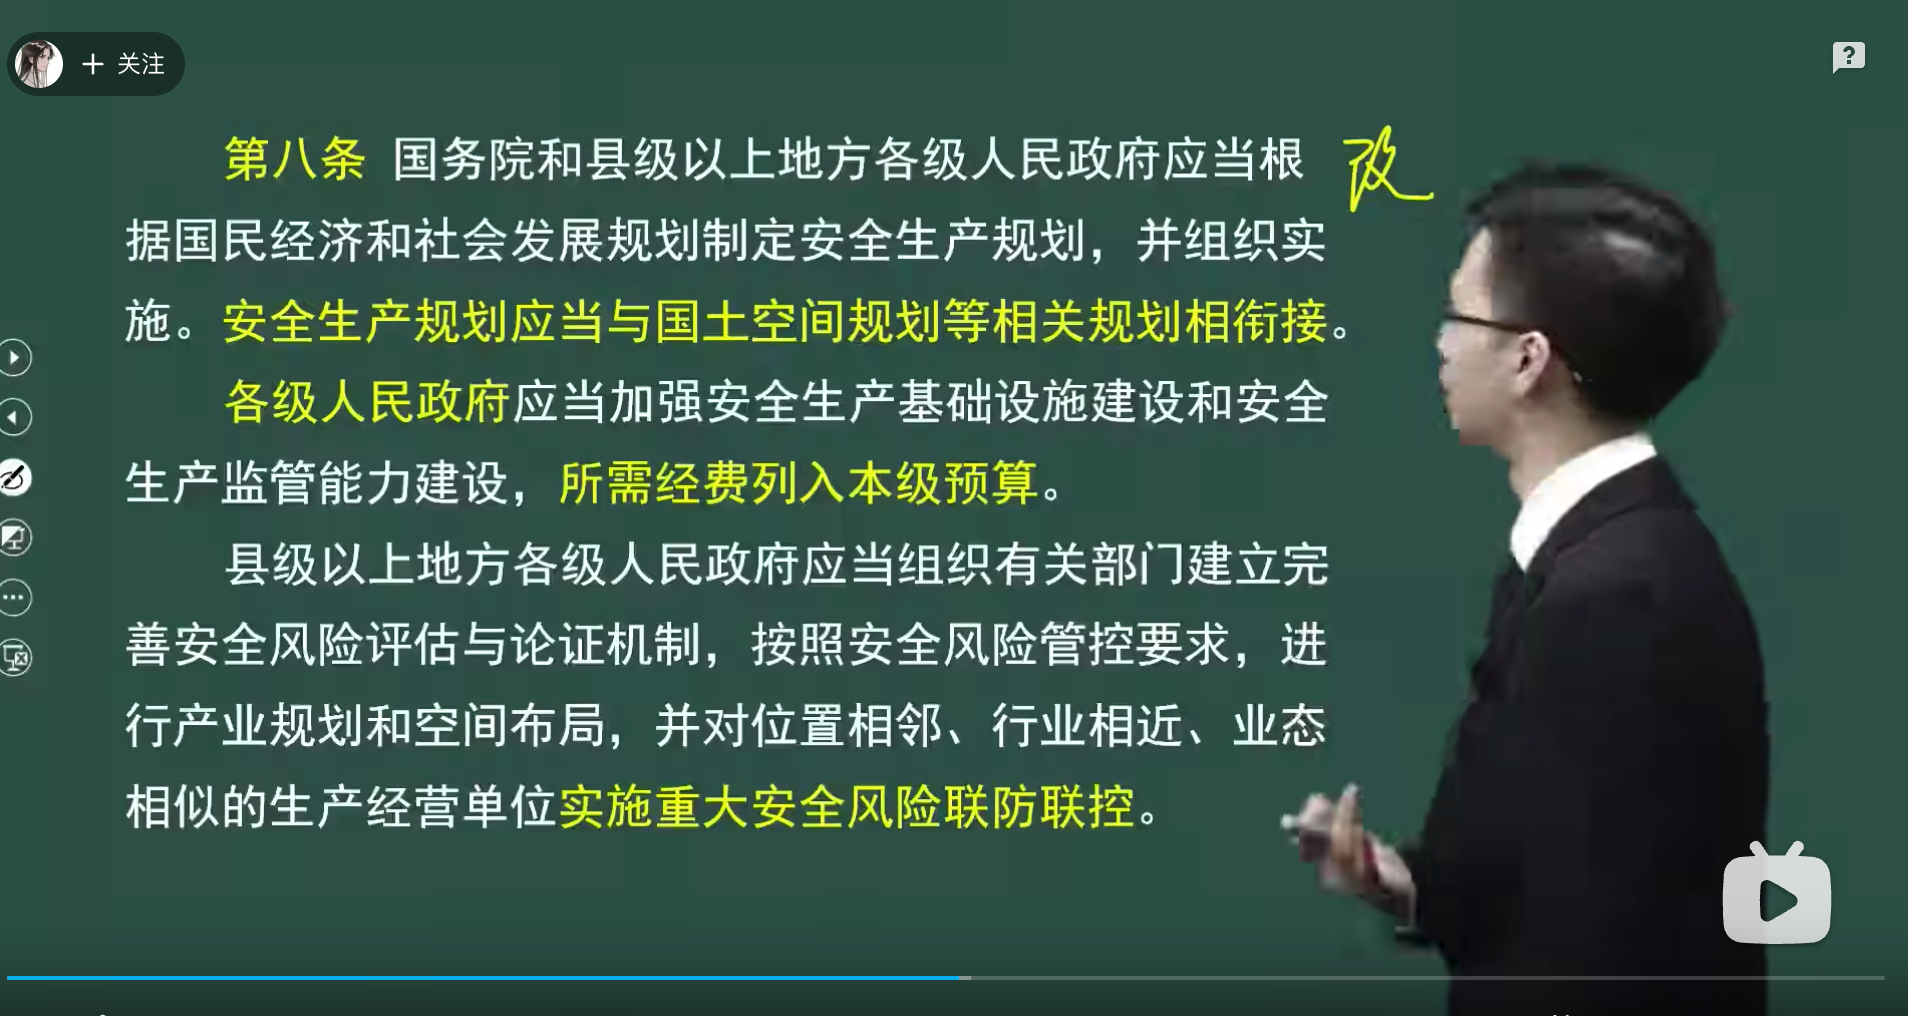 ＋ 关注
?
第八条 国务院和县级以上地方各级人民政府应当根
改
据国民经济和社会发展规划制定安全生产规划，并组织实
施。安全生产规划应当与国土空间规划等相关规划相衔接。
各级人民政府应当加强安全生产基础设施建设和安全
生产监管能力建设，所需经费列入本级预算。
县级以上地方各级人民政府应当组织有关部门建立完
善安全风险评估与论证机制，按照安全风险管控要求，进
行产业规划和空间布局，并对位置相邻、行业相近、业态
相似的生产经营单位实施重大安全风险联防联控。